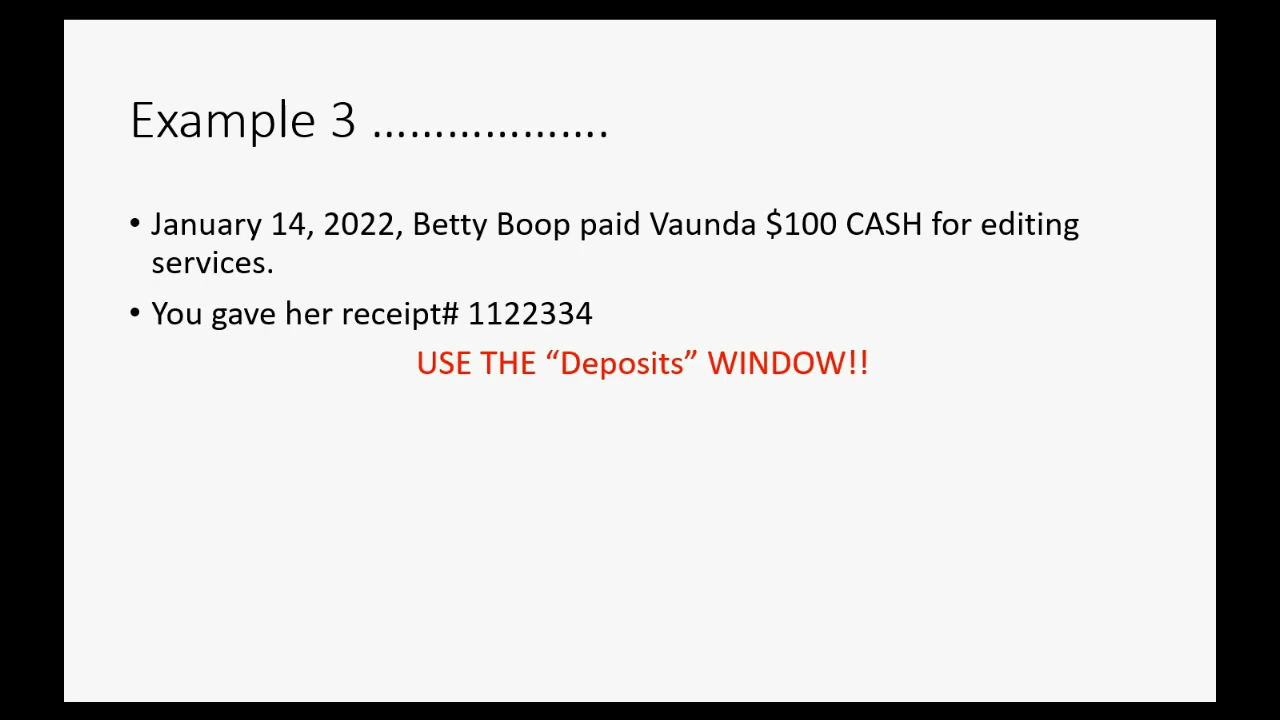 Example 3 ...................
• January 14, 2022, Betty Boop paid Vaunda $100 CASH for editing
services.
• You gave her receipt# 1122334
USE THE “Deposits” WINDOW!!